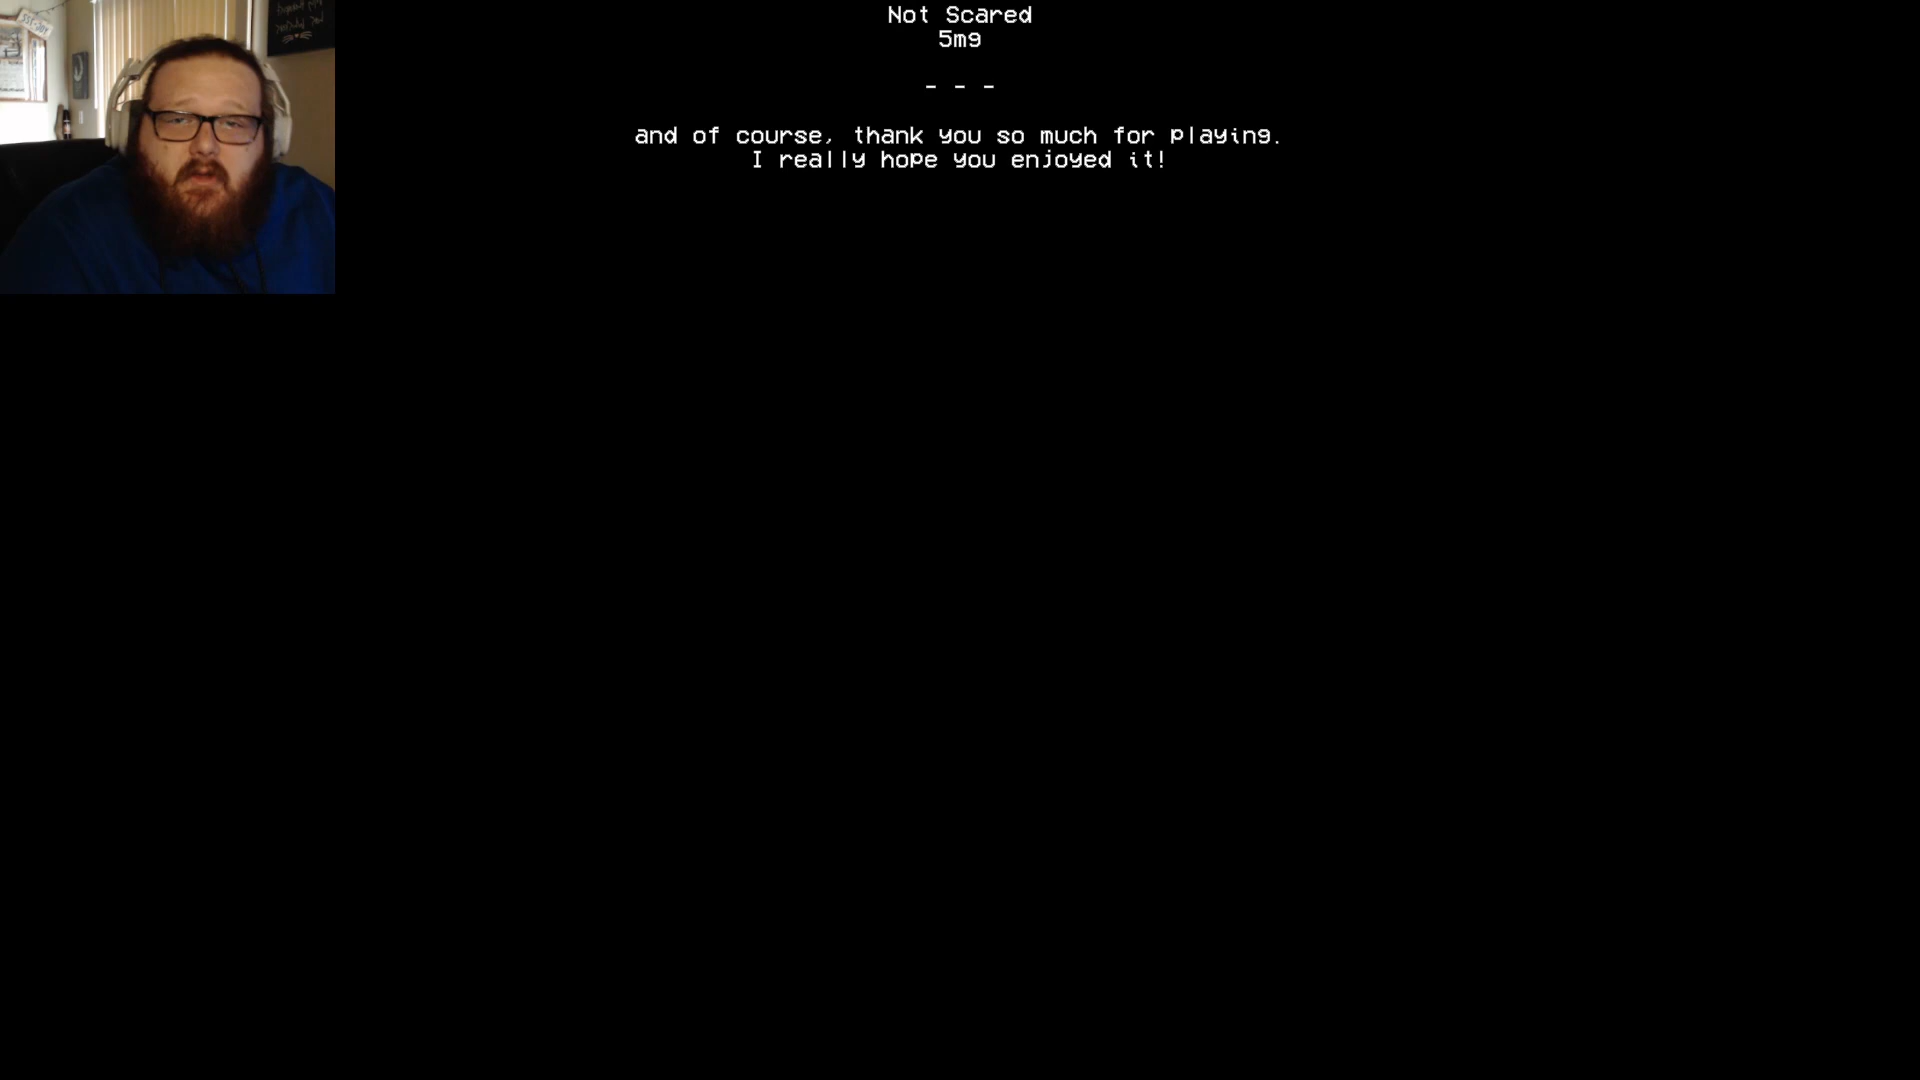 Not Scared
5mg
- - -
and of course, thank you so much for playing.
I really hope you enjoyed it!